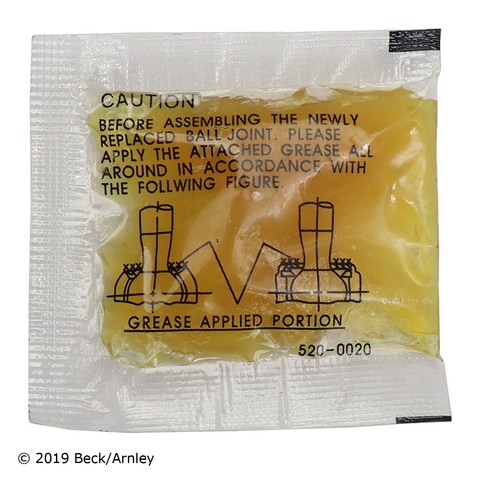 CAUTION
BEFORE ASSEMBLING THE NEWLY
REPLACED BALL JOINT. PLEASE
APPLY THE ATTACHED GREASE ALL
AROUND IN ACCORDANCE WITH
THE FOLLWING FIGURE.
GREASE APPLIED PORTION
520-0020
© 2019 Beck/Arnley